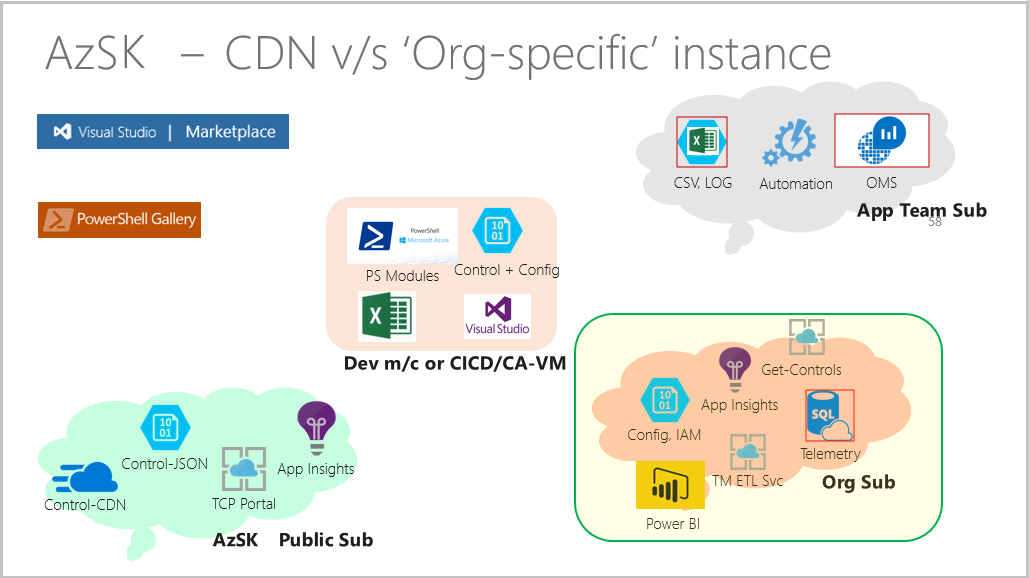 AzSK – CDN v/s ‘Org-specific’ instance
Visual Studio | Marketplace
PowerShell Gallery
CSV, LOG
Automation
OMS
App Team Sub
58
PowerShell
Microsoft Azure
10
01
PS Modules
Control + Config
Visual Studio
Dev m/c or CICD/CA-VM
Get-Controls
10
01
App Insights
SQL
Config, IAM
Telemetry
TM ETL Svc
Org Sub
Power BI
10
01
Control-JSON
App Insights
Control-CDN
TCP Portal
AzSK Public Sub